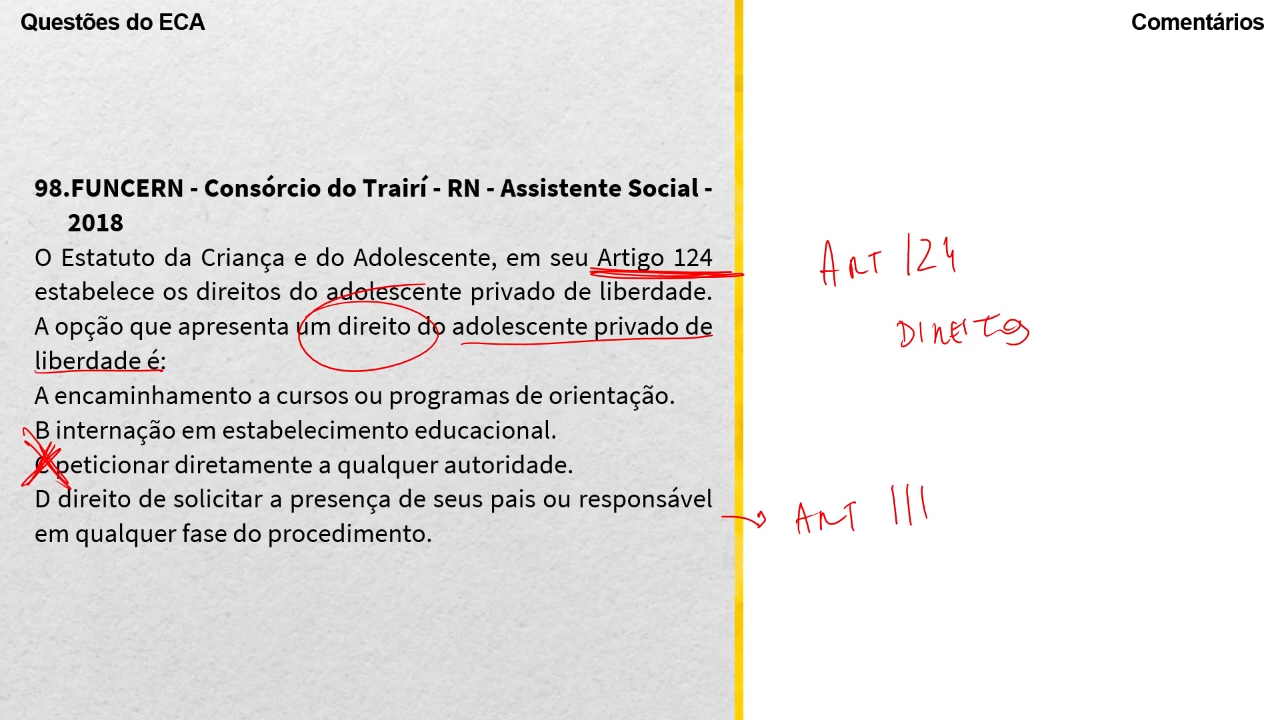 Questões do ECA
Comentários
98.FUNCERN - Consórcio do Trairí - RN - Assistente Social -
2018
O Estatuto da Criança e do Adolescente, em seu Artigo 124
estabelece os direitos do adolescente privado de liberdade.
A opção que apresenta um direito do adolescente privado de
liberdade é:
A encaminhamento a cursos ou programas de orientação.
B internação em estabelecimento educacional.
C peticionar diretamente a qualquer autoridade.
D direito de solicitar a presença de seus pais ou responsável
em qualquer fase do procedimento.
ART 124
DIREITOS
ART 111